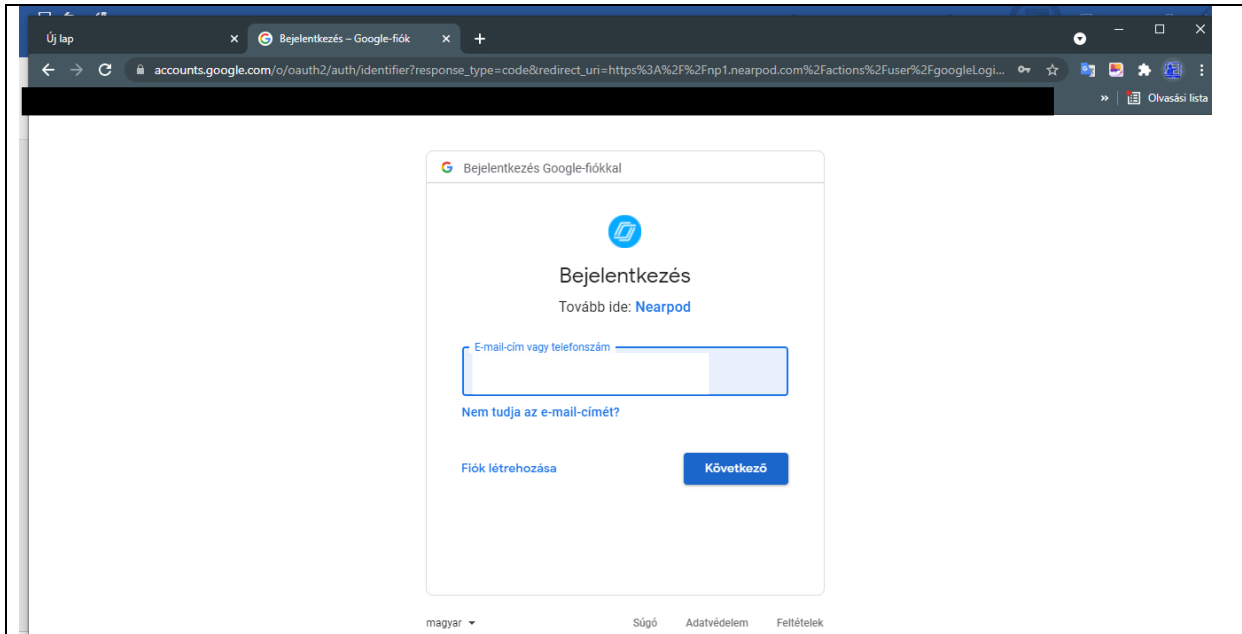 Új lap
Bejelentkezés – Google-fiók
accounts.google.com/o/oauth2/auth/identifier?response_type=code&redirect_uri=https%3A%2F%2Fnp1.nearpod.com%2Factions%2Fuser%2FgoogleLogi...
» Olvasási lista
G Bejelentkezés Google-fiókkal
Bejelentkezés
Tovább ide: Nearpod
E-mail-cím vagy telefonszám
Nem tudja az e-mail-címét?
Fiók létrehozása Következő
magyar Súgó Adatvédelem Feltételek